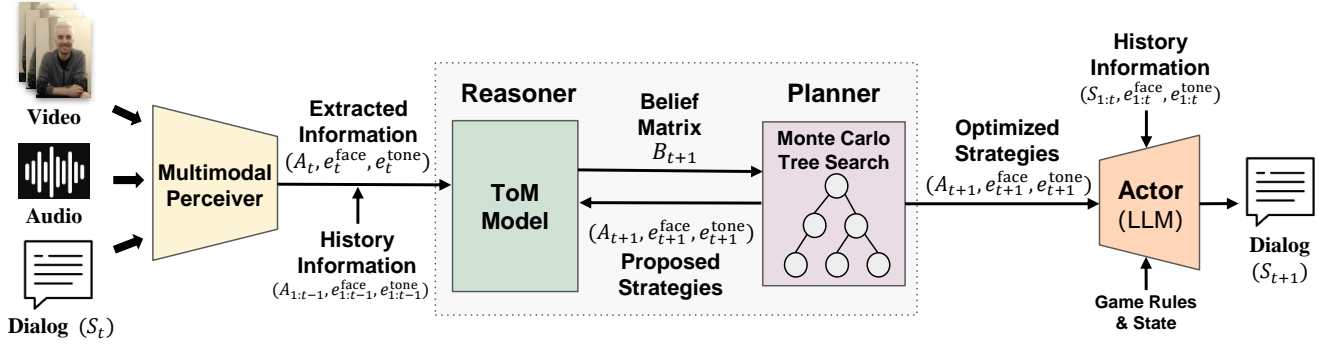 Video
Audio
Dialog (S_t)
Multimodal
Perceiver
Extracted
Information
(A_t, e_t^face, e_t^tone)
History
Information
(A_{1:t−1}, e_{1:t−1}^face, e_{1:t−1}^tone)
Reasoner
ToM
Model
Belief
Matrix
B_{t+1}
(A_{t+1}, e_{t+1}^face, e_{t+1}^tone)
Proposed
Strategies
Planner
Monte Carlo
Tree Search
Optimized
Strategies
(A_{t+1}, e_{t+1}^face, e_{t+1}^tone)
History
Information
(S_{1:t}, e_{1:t}^face, e_{1:t}^tone)
Actor
(LLM)
Game Rules
& State
Dialog
(S_{t+1})